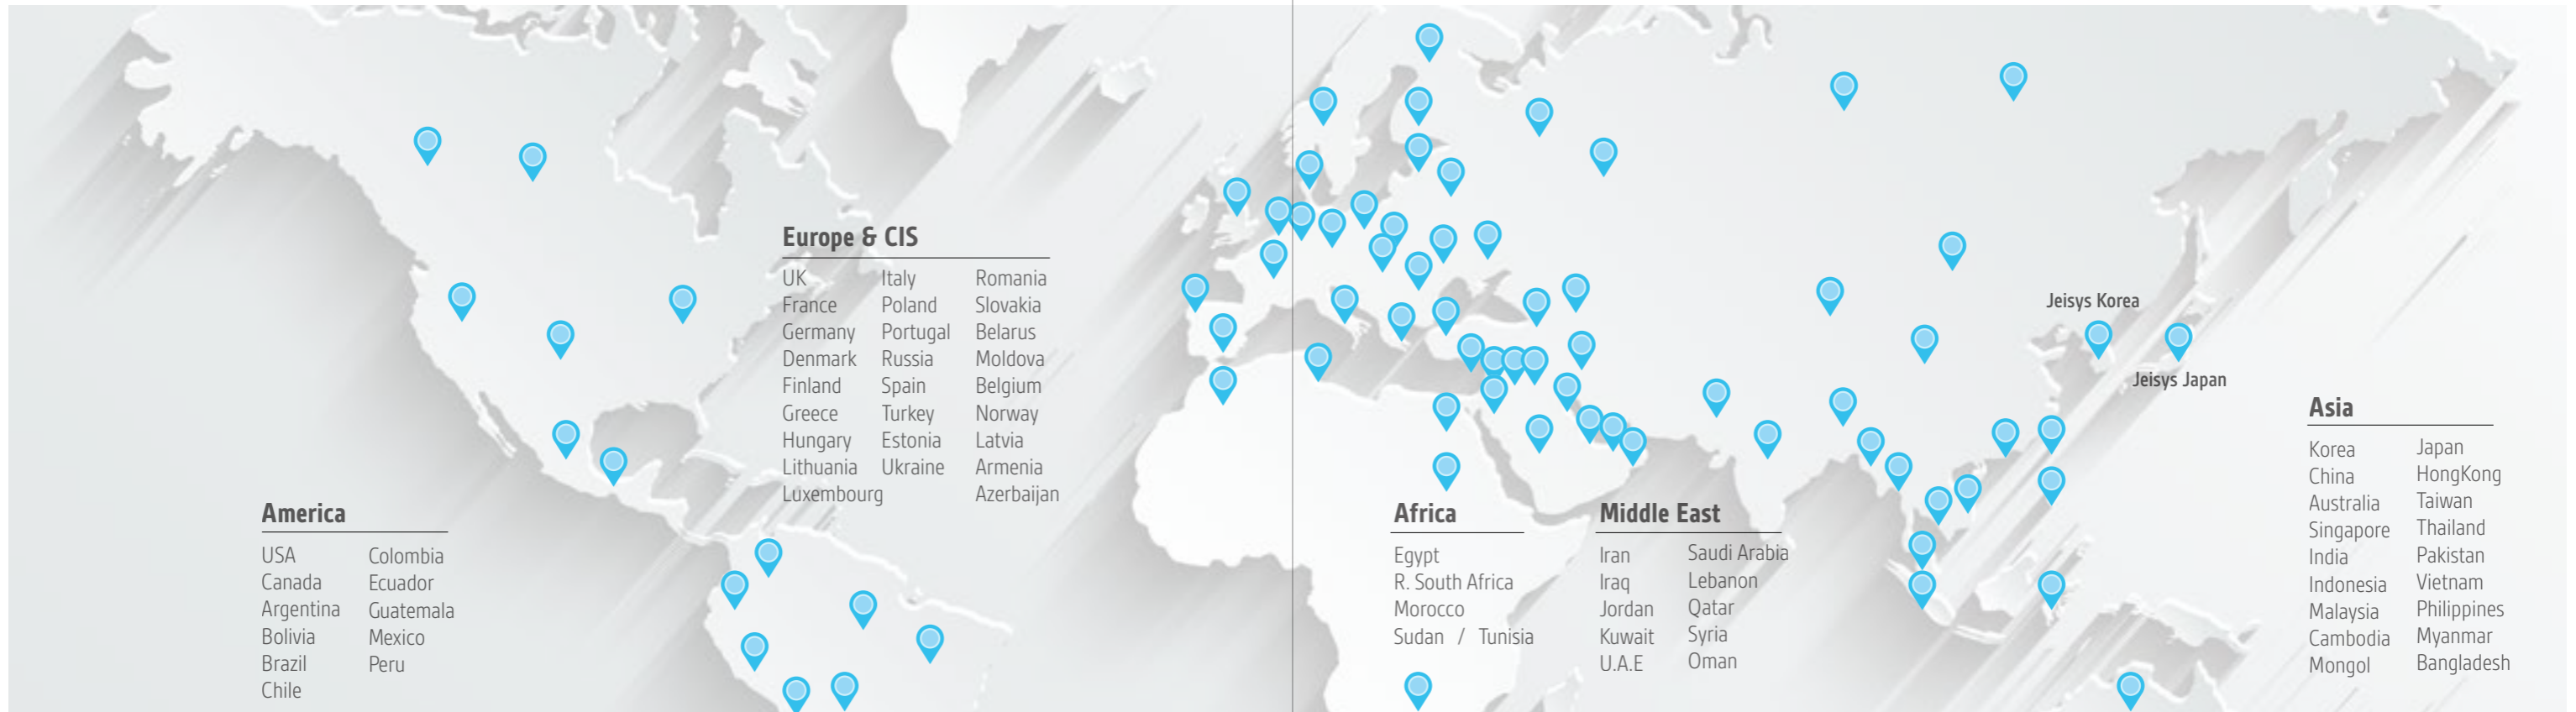 Europe & CIS
UK Italy Romania
France Poland Slovakia
Germany Portugal Belarus
Denmark Russia Moldova
Finland Spain Belgium
Greece Turkey Norway
Hungary Estonia Latvia
Lithuania Ukraine Armenia
Luxembourg Azerbaijan
America
USA Colombia
Canada Ecuador
Argentina Guatemala
Bolivia Mexico
Brazil Peru
Chile
Africa
Egypt
R. South Africa
Morocco
Sudan / Tunisia
Middle East
Iran Saudi Arabia
Iraq Lebanon
Jordan Qatar
Kuwait Syria
U.A.E Oman
Jeisys Korea
Jeisys Japan
Asia
Korea Japan
China HongKong
Australia Taiwan
Singapore Thailand
India Pakistan
Indonesia Vietnam
Malaysia Philippines
Cambodia Myanmar
Mongol Bangladesh